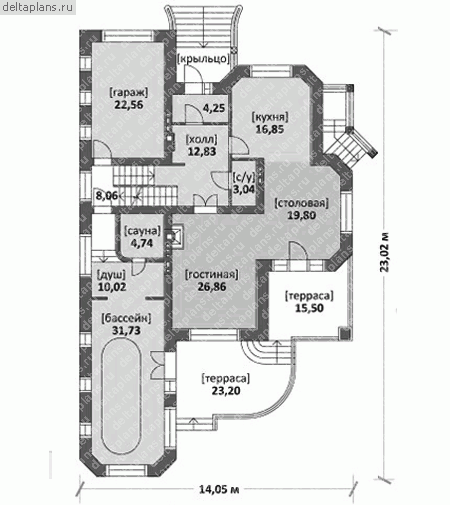 deltaplans.ru
[крыльцо]
[гараж]
22,56
4,25
[кухня]
16,85
[холл]
12,83
[с/у]
3,04
8,06
[столовая]
19,80
[сауна]
4,74
[душ]
10,02
[гостиная]
26,86
[терраса]
15,50
[бассейн]
31,73
[терраса]
23,20
23,02 м
14,05 м